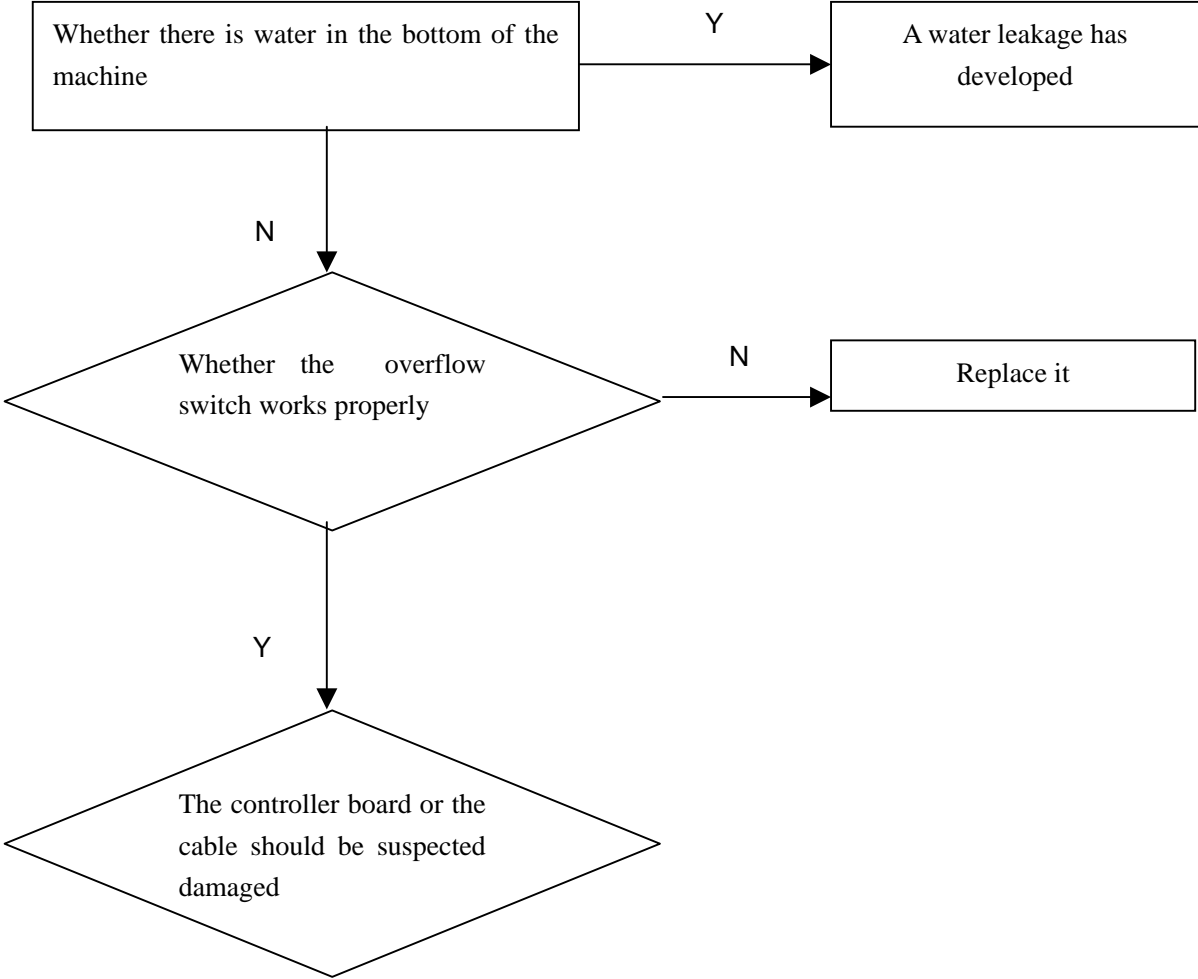 Whether there is water in the bottom of the
machine
Y
A water leakage has
developed
N
Whether the overflow
switch works properly
N
Replace it
Y
The controller board or the
cable should be suspected
damaged